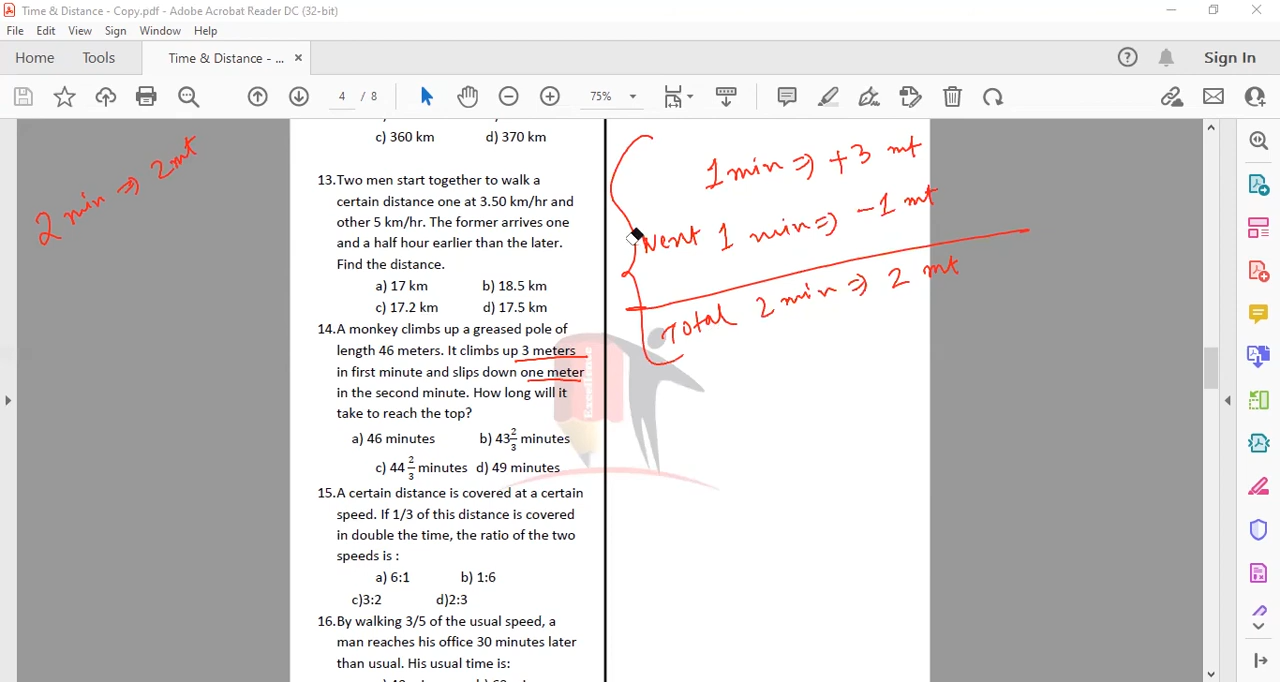 Time & Distance - Copy.pdf - Adobe Acrobat Reader DC (32-bit)
File Edit View Sign Window Help
Home Tools Time & Distance - ... × Sign In
4 / 8 75%
c) 360 km d) 370 km
13.Two men start together to walk a
certain distance one at 3.50 km/hr and
other 5 km/hr. The former arrives one
and a half hour earlier than the later.
Find the distance.
a) 17 km b) 18.5 km
c) 17.2 km d) 17.5 km
14.A monkey climbs up a greased pole of
length 46 meters. It climbs up 3 meters
in first minute and slips down one meter
in the second minute. How long will it
take to reach the top?
a) 46 minutes b) 43 2/3 minutes
c) 44 2/3 minutes d) 49 minutes
15.A certain distance is covered at a certain
speed. If 1/3 of this distance is covered
in double the time, the ratio of the two
speeds is :
a) 6:1 b) 1:6
c)3:2 d)2:3
16.By walking 3/5 of the usual speed, a
man reaches his office 30 minutes later
than usual. His usual time is:
2 min => 2 mt
1 min => +3 mt
Next 1 min => -1 mt
Total 2 min => 2 mt